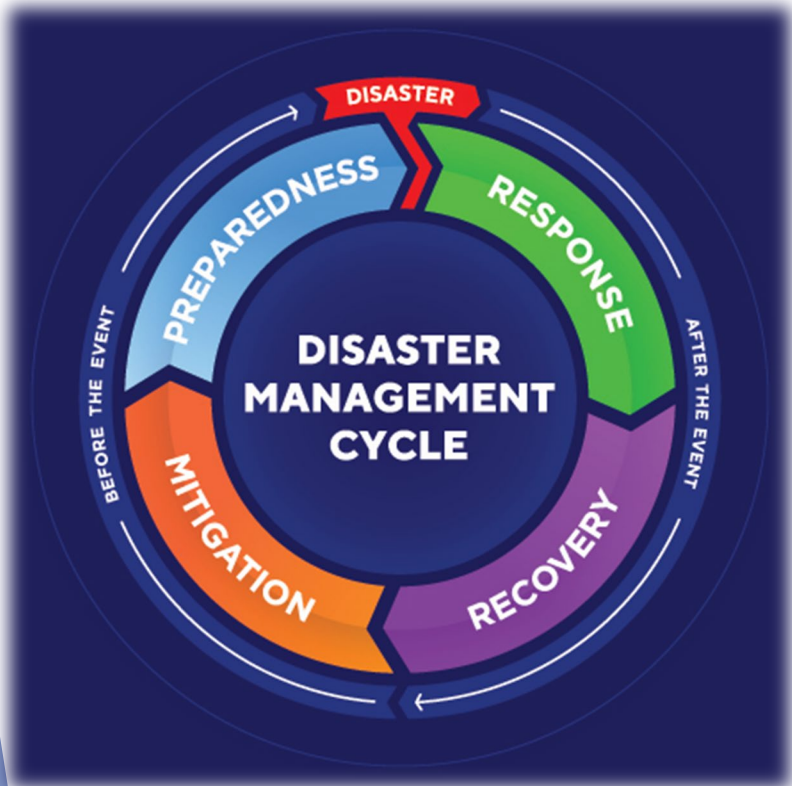 DISASTER
PREPAREDNESS
RESPONSE
BEFORE THE EVENT
DISASTER
MANAGEMENT
CYCLE
AFTER THE EVENT
MITIGATION
RECOVERY